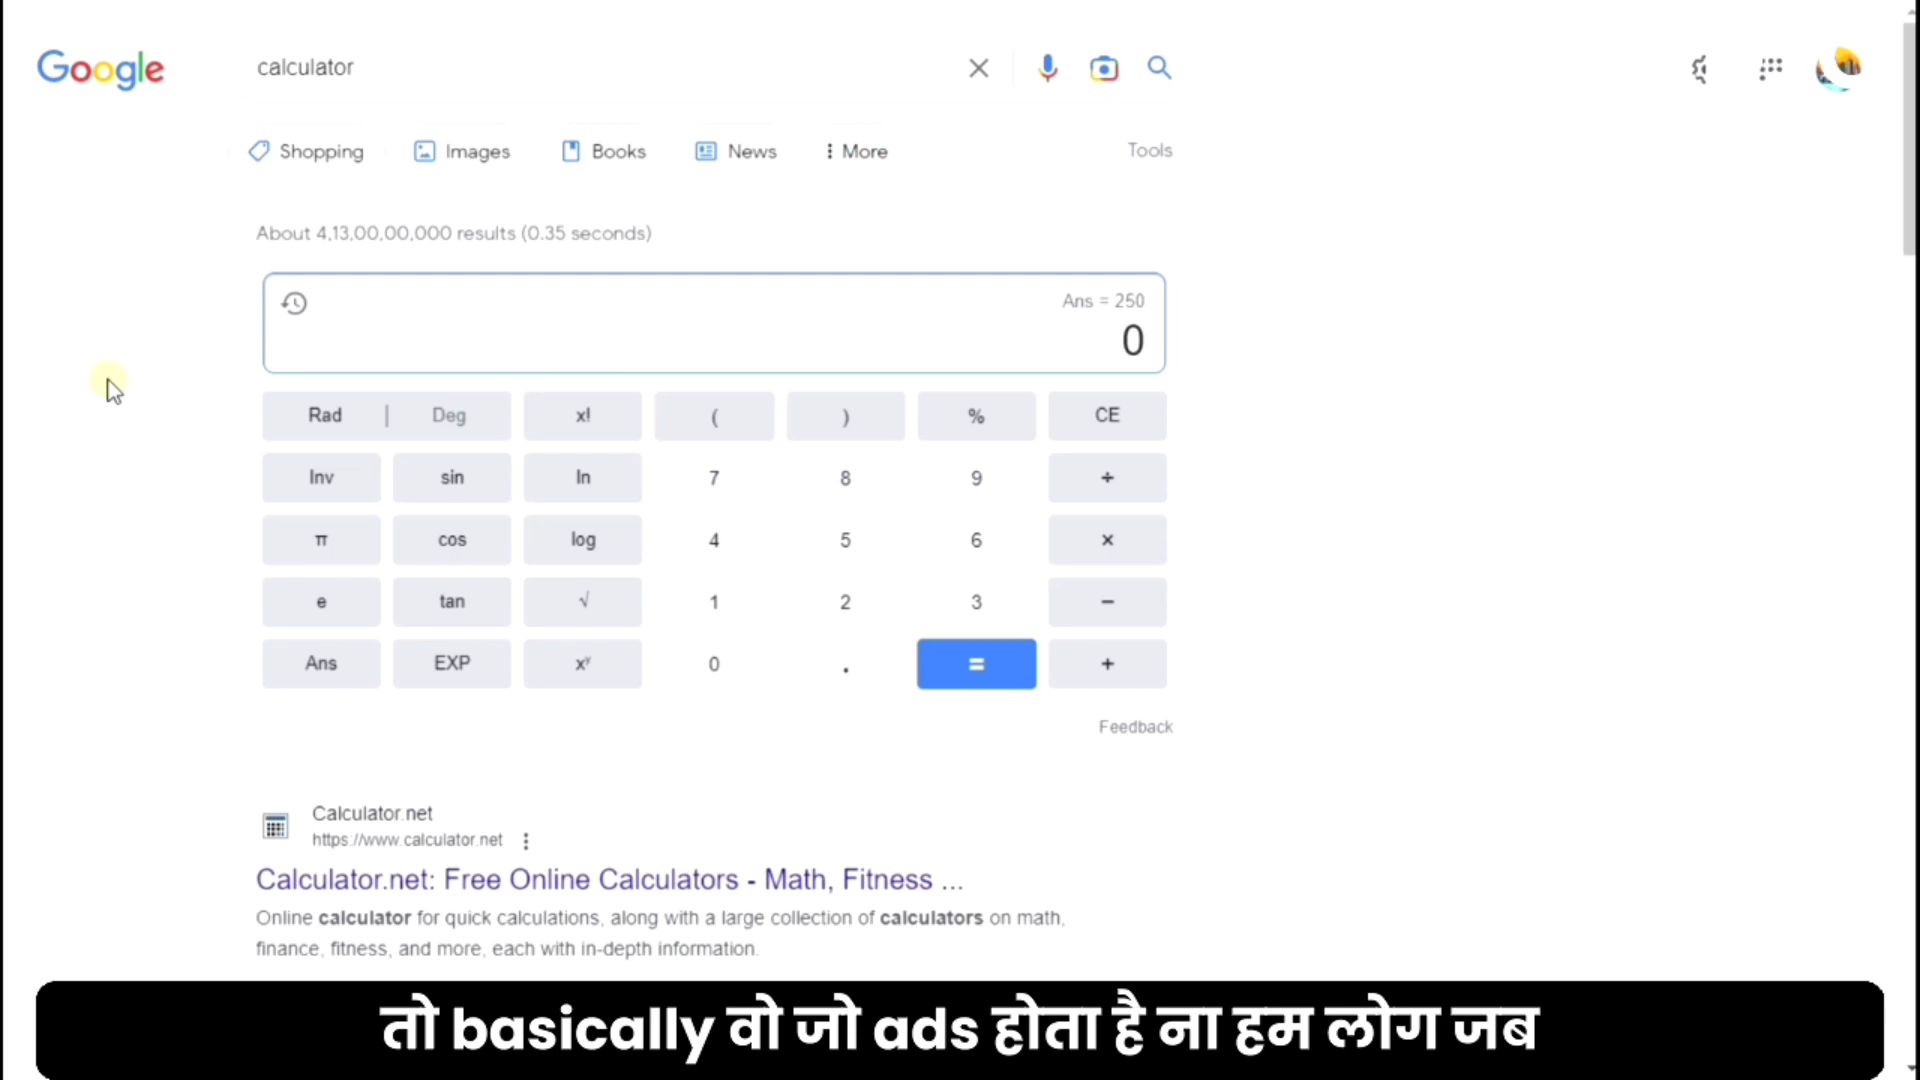 Google
calculator
Shopping Images Books News More Tools
About 4,13,00,00,000 results (0.35 seconds)
Ans = 250
0
Rad | Deg x! ( ) % CE
Inv sin ln 7 8 9 ÷
π cos log 4 5 6 ×
e tan √ 1 2 3 −
Ans EXP xʸ 0 . = +
Feedback
Calculator.net
https://www.calculator.net
Calculator.net: Free Online Calculators - Math, Fitness ...
Online calculator for quick calculations, along with a large collection of calculators on math,
finance, fitness, and more, each with in-depth information.
तो basically वो जो ads होता है ना हम लोग जब